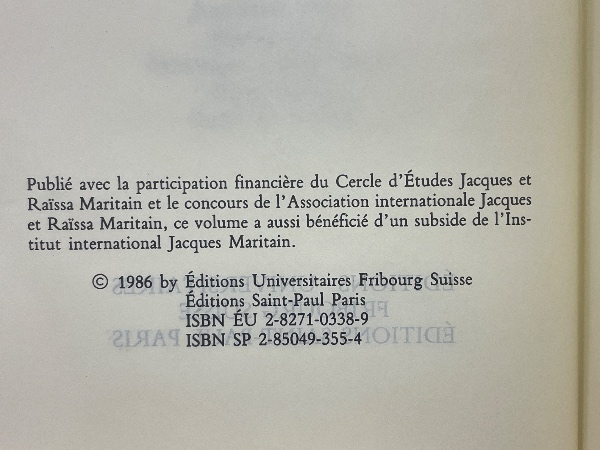 Publié avec la participation financière du Cercle d'Études Jacques et
Raïssa Maritain et le concours de l'Association internationale Jacques
et Raïssa Maritain, ce volume a aussi bénéficié d'un subside de l'Ins-
titut international Jacques Maritain.
© 1986 by Éditions Universitaires Fribourg Suisse
Éditions Saint-Paul Paris
ISBN ÉU 2-8271-0338-9
ISBN SP 2-85049-355-4